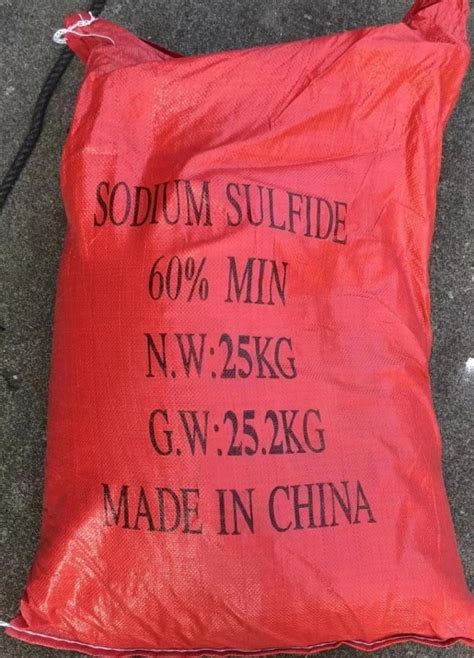 SODIUM SULFIDE
60% MIN
N.W:25KG
G.W:25.2KG
MADE IN CHINA